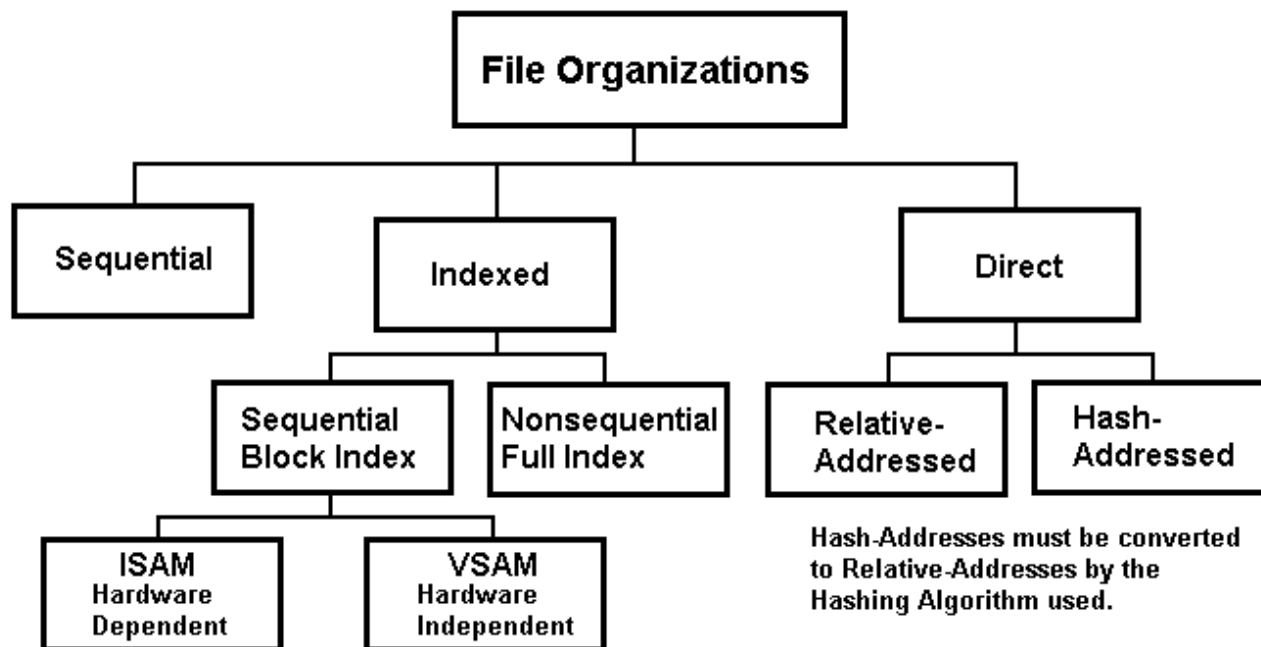 File Organizations
Sequential
Indexed
Direct
Sequential
Block Index
Nonsequential
Full Index
Relative-
Addressed
Hash-
Addressed
ISAM
Hardware
Dependent
VSAM
Hardware
Independent
Hash-Addresses must be converted
to Relative-Addresses by the
Hashing Algorithm used.